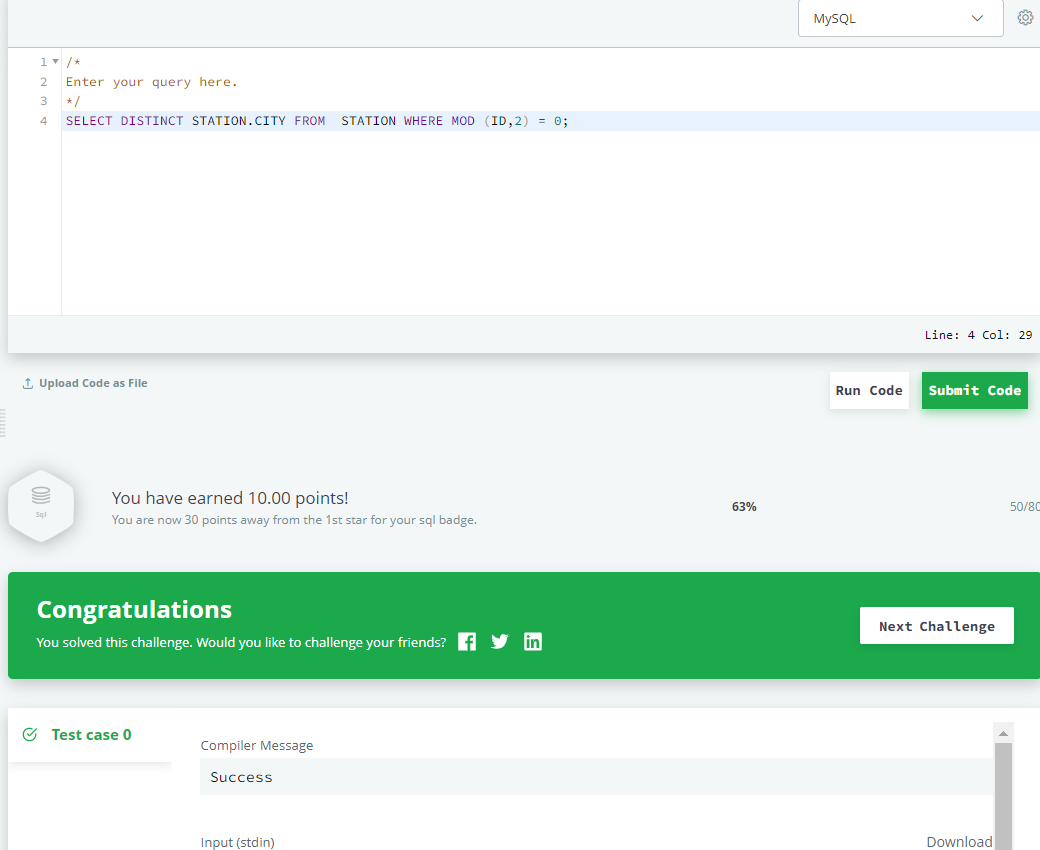 MySQL
1 /*
2 Enter your query here.
3 */
4 SELECT DISTINCT STATION.CITY FROM  STATION WHERE MOD (ID,2) = 0;
Line: 4 Col: 29
Upload Code as File
Run Code
Submit Code
Sql
You have earned 10.00 points!
You are now 30 points away from the 1st star for your sql badge.
63%
50/80
Congratulations
You solved this challenge. Would you like to challenge your friends?
Next Challenge
Test case 0
Compiler Message
Success
Input (stdin)
Download